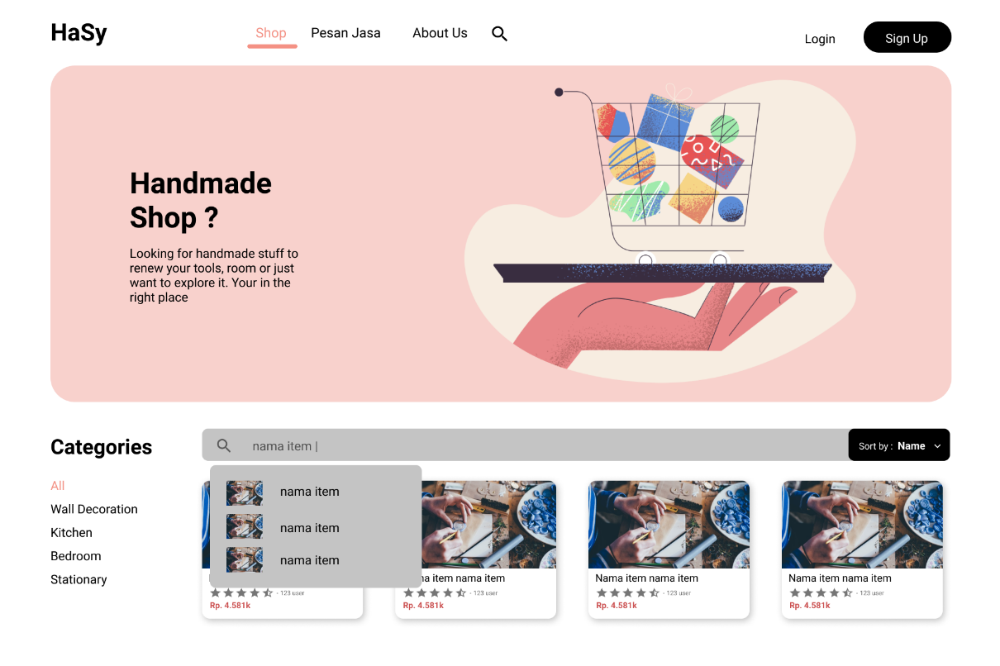 HaSy
Shop
Pesan Jasa
About Us
Login
Sign Up
Handmade
Shop ?
Looking for handmade stuff to
renew your tools, room or just
want to explore it. Your in the
right place
Categories
All
Wall Decoration
Kitchen
Bedroom
Stationary
nama item |
Sort by : Name
nama item
nama item
nama item
- 123 user
Rp. 4.581k
Nama item nama item
- 123 user
Rp. 4.581k
Nama item nama item
- 123 user
Rp. 4.581k
Nama item nama item
- 123 user
Rp. 4.581k